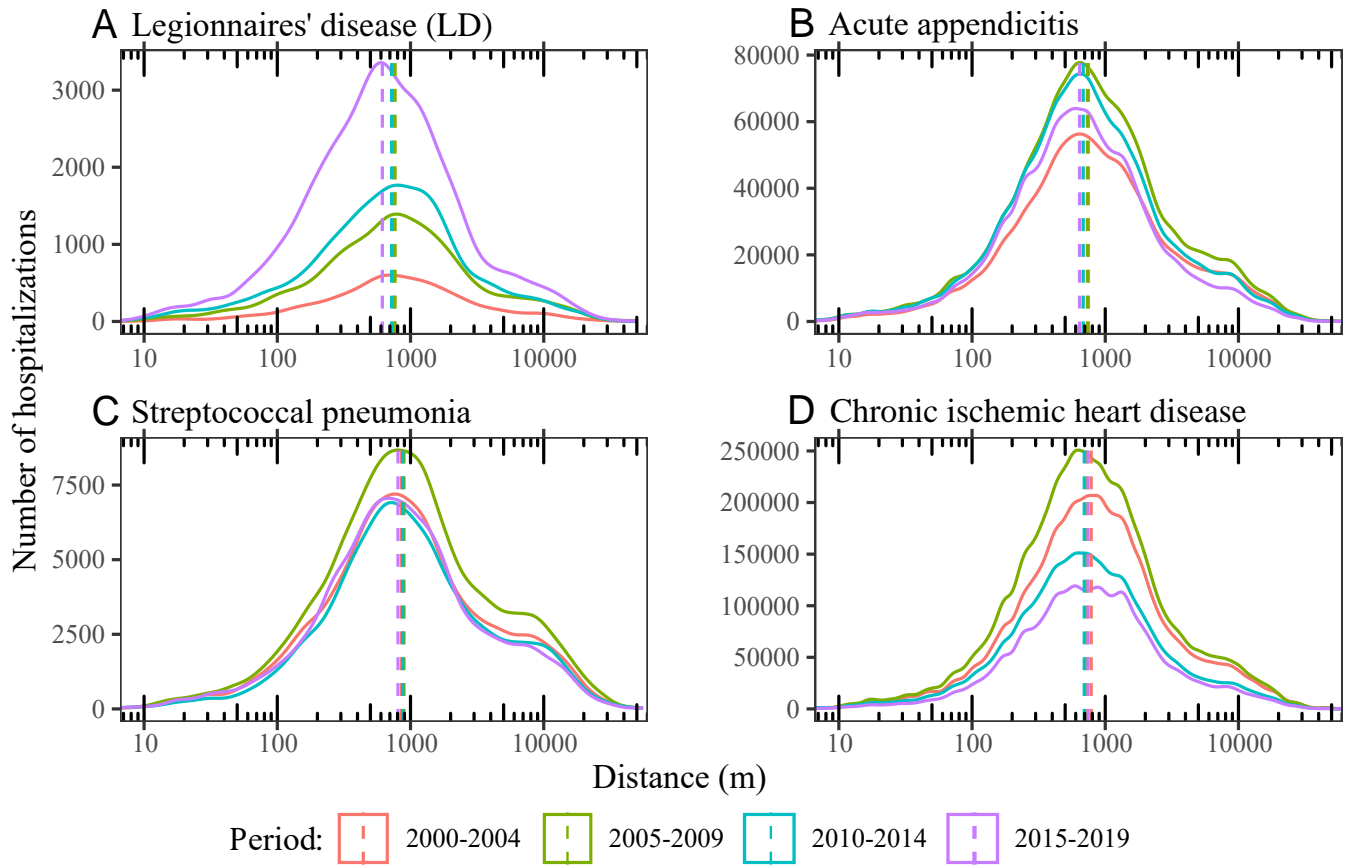 A Legionnaires' disease (LD)
B Acute appendicitis
3000
2000
1000
0
10 100 1000 10000
80000
60000
40000
20000
0
10 100 1000 10000
Number of hospitalizations
C Streptococcal pneumonia
D Chronic ischemic heart disease
7500
5000
2500
0
10 100 1000 10000
250000
200000
150000
100000
50000
0
10 100 1000 10000
Distance (m)
Period: 2000-2004 2005-2009 2010-2014 2015-2019